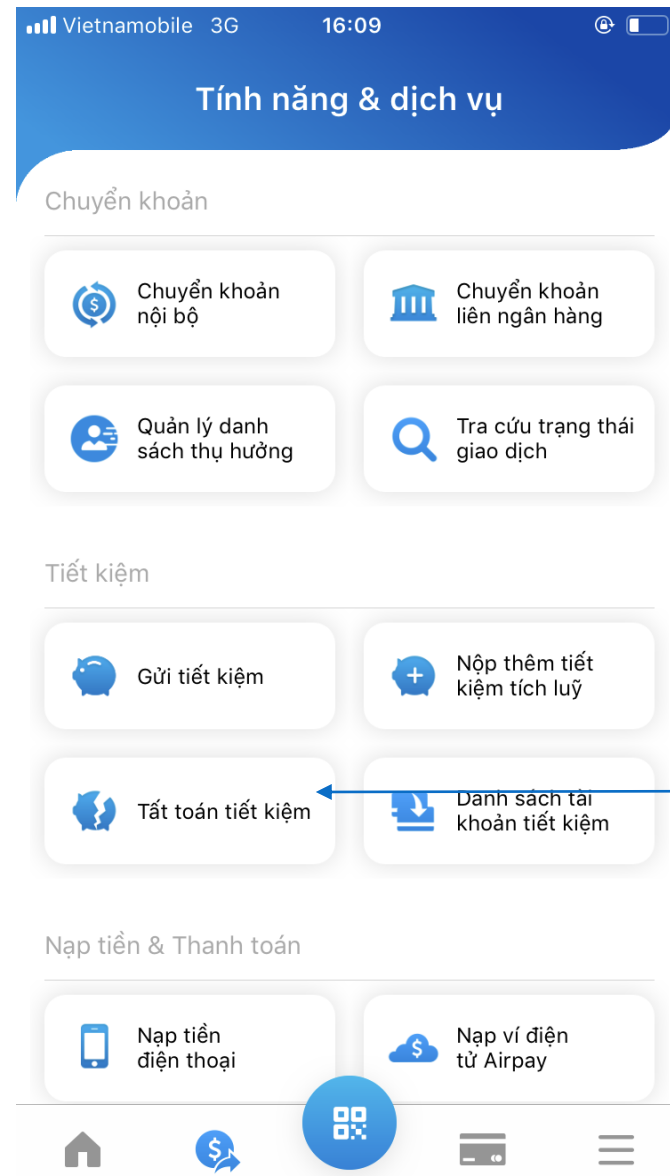 Vietnamobile 3G 16:09
Tính năng & dịch vụ
Chuyển khoản
Chuyển khoản
nội bộ
Chuyển khoản
liên ngân hàng
Quản lý danh
sách thụ hưởng
Tra cứu trạng thái
giao dịch
Tiết kiệm
Gửi tiết kiệm
Nộp thêm tiết
kiệm tích luỹ
Tất toán tiết kiệm
Danh sách tài
khoản tiết kiệm
Nạp tiền & Thanh toán
Nạp tiền
điện thoại
Nạp ví điện
tử Airpay